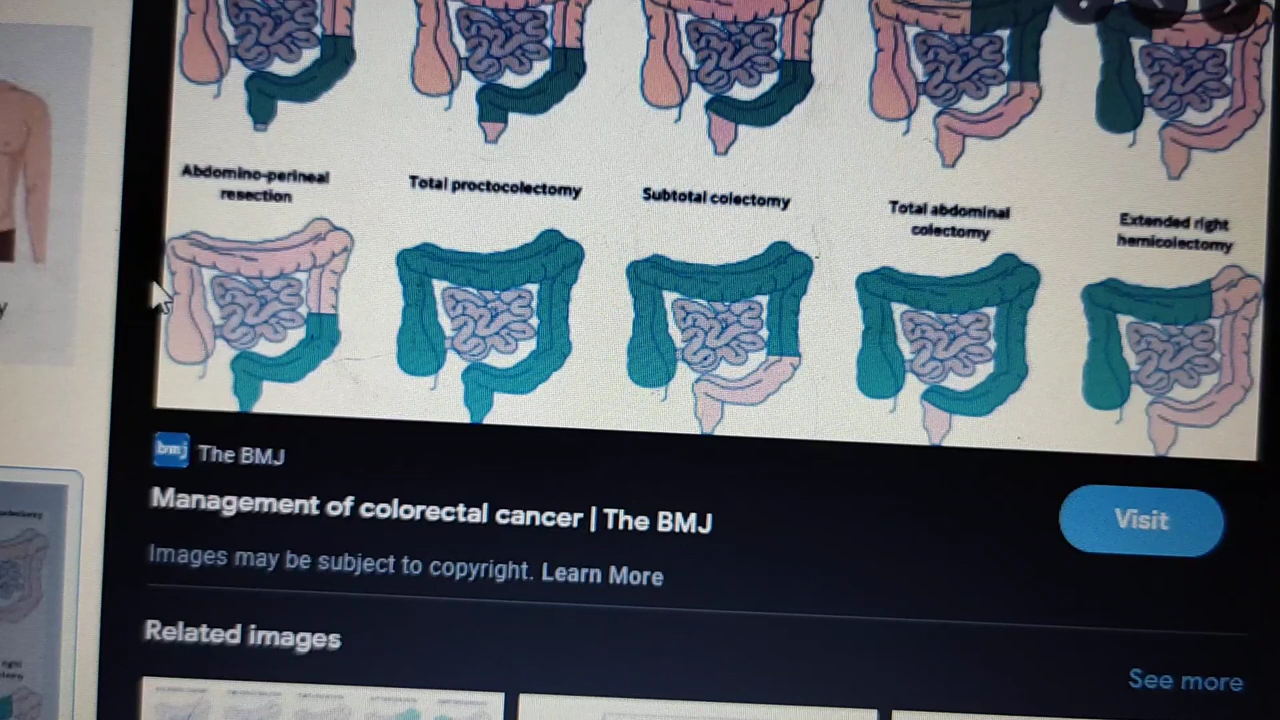 Abdomino-perineal
resection
Total proctocolectomy
Subtotal colectomy
Total abdominal
colectomy
Extended right
hemicolectomy
bmj The BMJ
Management of colorectal cancer | The BMJ
Visit
Images may be subject to copyright. Learn More
Related images
See more